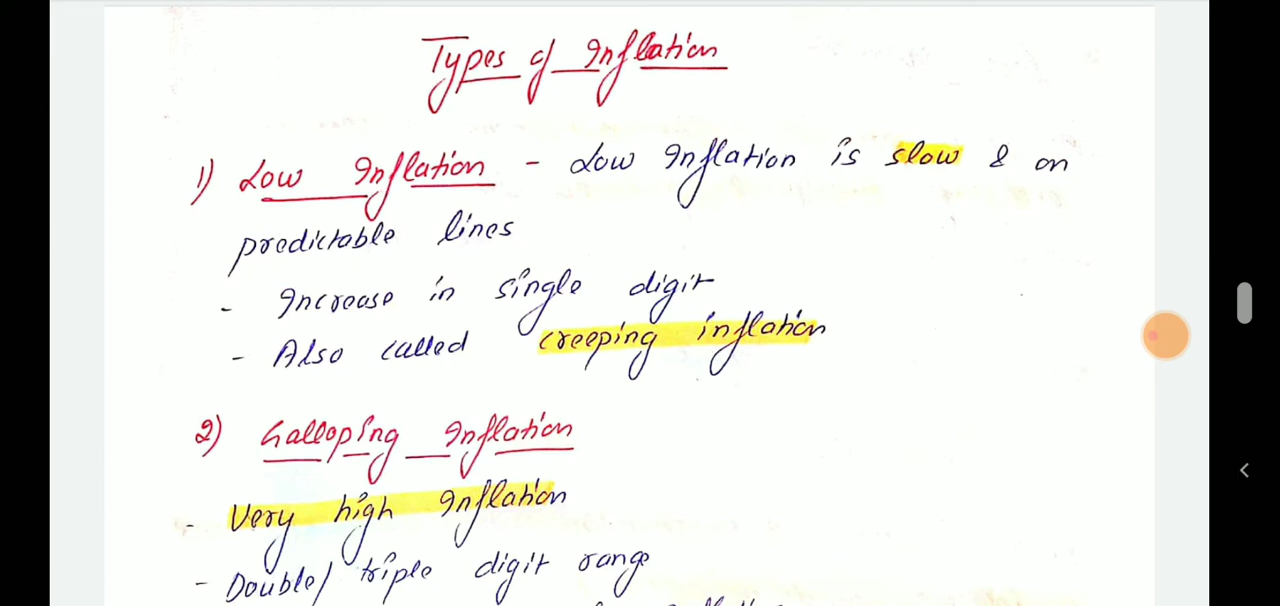 Types of Inflation
1) Low Inflation - Low Inflation is slow & on
predictable lines
- Increase in single digit
- Also called creeping inflation
2) Galloping Inflation
- Very high Inflation
- Double/ triple digit range